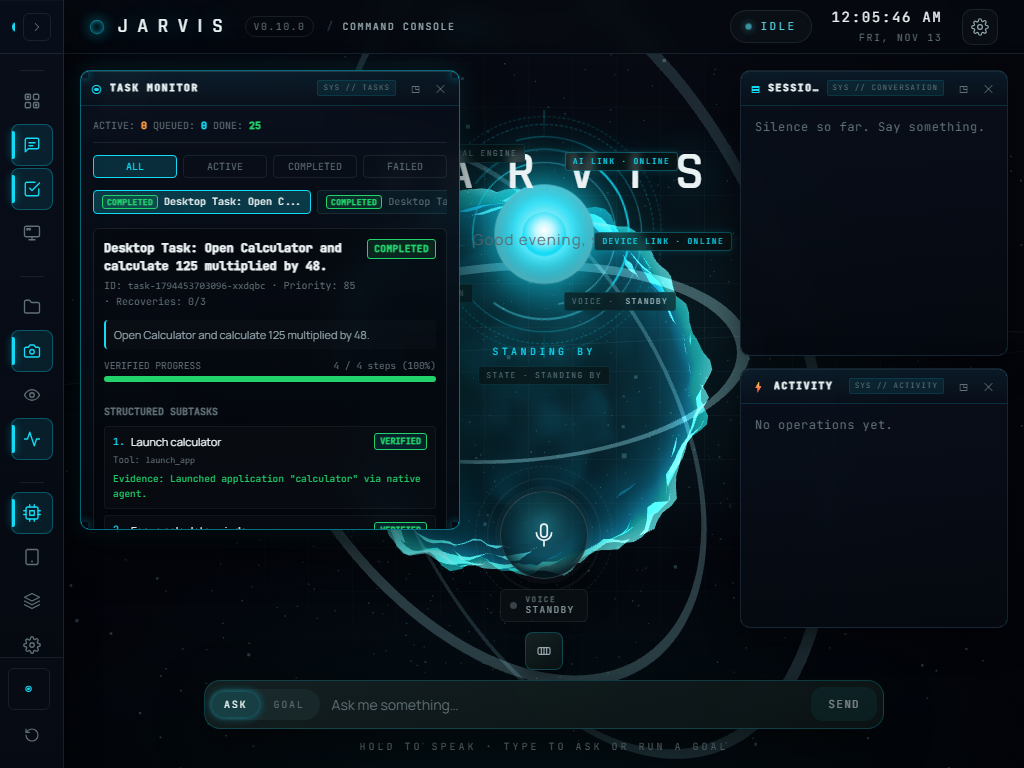 JARVIS
V0.10.0
/ COMMAND CONSOLE
IDLE
12:05:46 AM
FRI, NOV 13
TASK MONITOR
SYS // TASKS
ACTIVE: 0 QUEUED: 0 DONE: 25
ALL
ACTIVE
COMPLETED
FAILED
COMPLETED Desktop Task: Open C...
COMPLETED Desktop Ta
Desktop Task: Open Calculator and
calculate 125 multiplied by 48.
COMPLETED
ID: task-1794453703096-xxdqbc · Priority: 85
· Recoveries: 0/3
Open Calculator and calculate 125 multiplied by 48.
VERIFIED PROGRESS
4 / 4 steps (100%)
STRUCTURED SUBTASKS
1. Launch calculator
VERIFIED
Tool: launch_app
Evidence: Launched application "calculator" via native
agent.
AL ENGINE
AI LINK · ONLINE
ARVIS
Good evening.
DEVICE LINK · ONLINE
VOICE · STANDBY
STANDING BY
STATE · STANDING BY
VOICE
STANDBY
SESSIO…
SYS // CONVERSATION
Silence so far. Say something.
ACTIVITY
SYS // ACTIVITY
No operations yet.
ASK
GOAL
Ask me something...
SEND
HOLD TO SPEAK · TYPE TO ASK OR RUN A GOAL